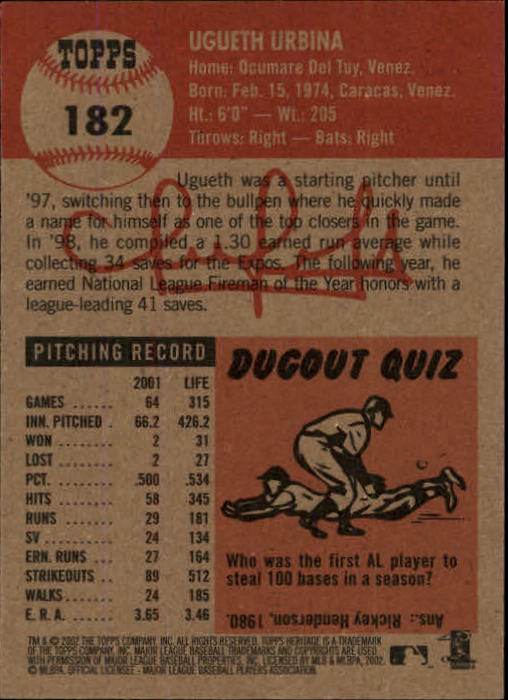 TOPPS
182
UGUETH URBINA
Home: Ocumare Del Tuy, Venez.
Born: Feb. 15, 1974, Caracas, Venez.
Ht.: 6'0" — Wt.: 205
Throws: Right — Bats: Right
Ugueth was a starting pitcher until
'97, switching then to the bullpen where he quickly made
a name for himself as one of the top closers in the game.
In '98, he compiled a 1.30 earned run average while
collecting 34 saves for the Expos. The following year, he
earned National League Fireman of the Year honors with a
league-leading 41 saves.
PITCHING RECORD
2001 LIFE
GAMES ...... 64 315
INN. PITCHED . 66.2 426.2
WON ........ 2 31
LOST ........ 2 27
PCT. ........ .500 .534
HITS ........ 58 345
RUNS ....... 29 181
SV .......... 24 134
ERN. RUNS ... 27 164
STRIKEOUTS .. 89 512
WALKS....... 24 185
E. R. A. ...... 3.65 3.46
DUGOUT QUIZ
Who was the first AL player to
steal 100 bases in a season?
Ans.: Rickey Henderson, 1980.
TM & © 2002 THE TOPPS COMPANY, INC. ALL RIGHTS RESERVED. TOPPS HERITAGE IS A TRADEMARK
OF THE TOPPS COMPANY, INC. MAJOR LEAGUE BASEBALL TRADEMARKS AND COPYRIGHTS ARE USED
WITH PERMISSION OF MAJOR LEAGUE BASEBALL PROPERTIES, INC. LICENSED BY MLB & MLBPA, 2002.
© MLBPA. OFFICIAL LICENSEE - MAJOR LEAGUE BASEBALL PLAYERS ASSOCIATION.